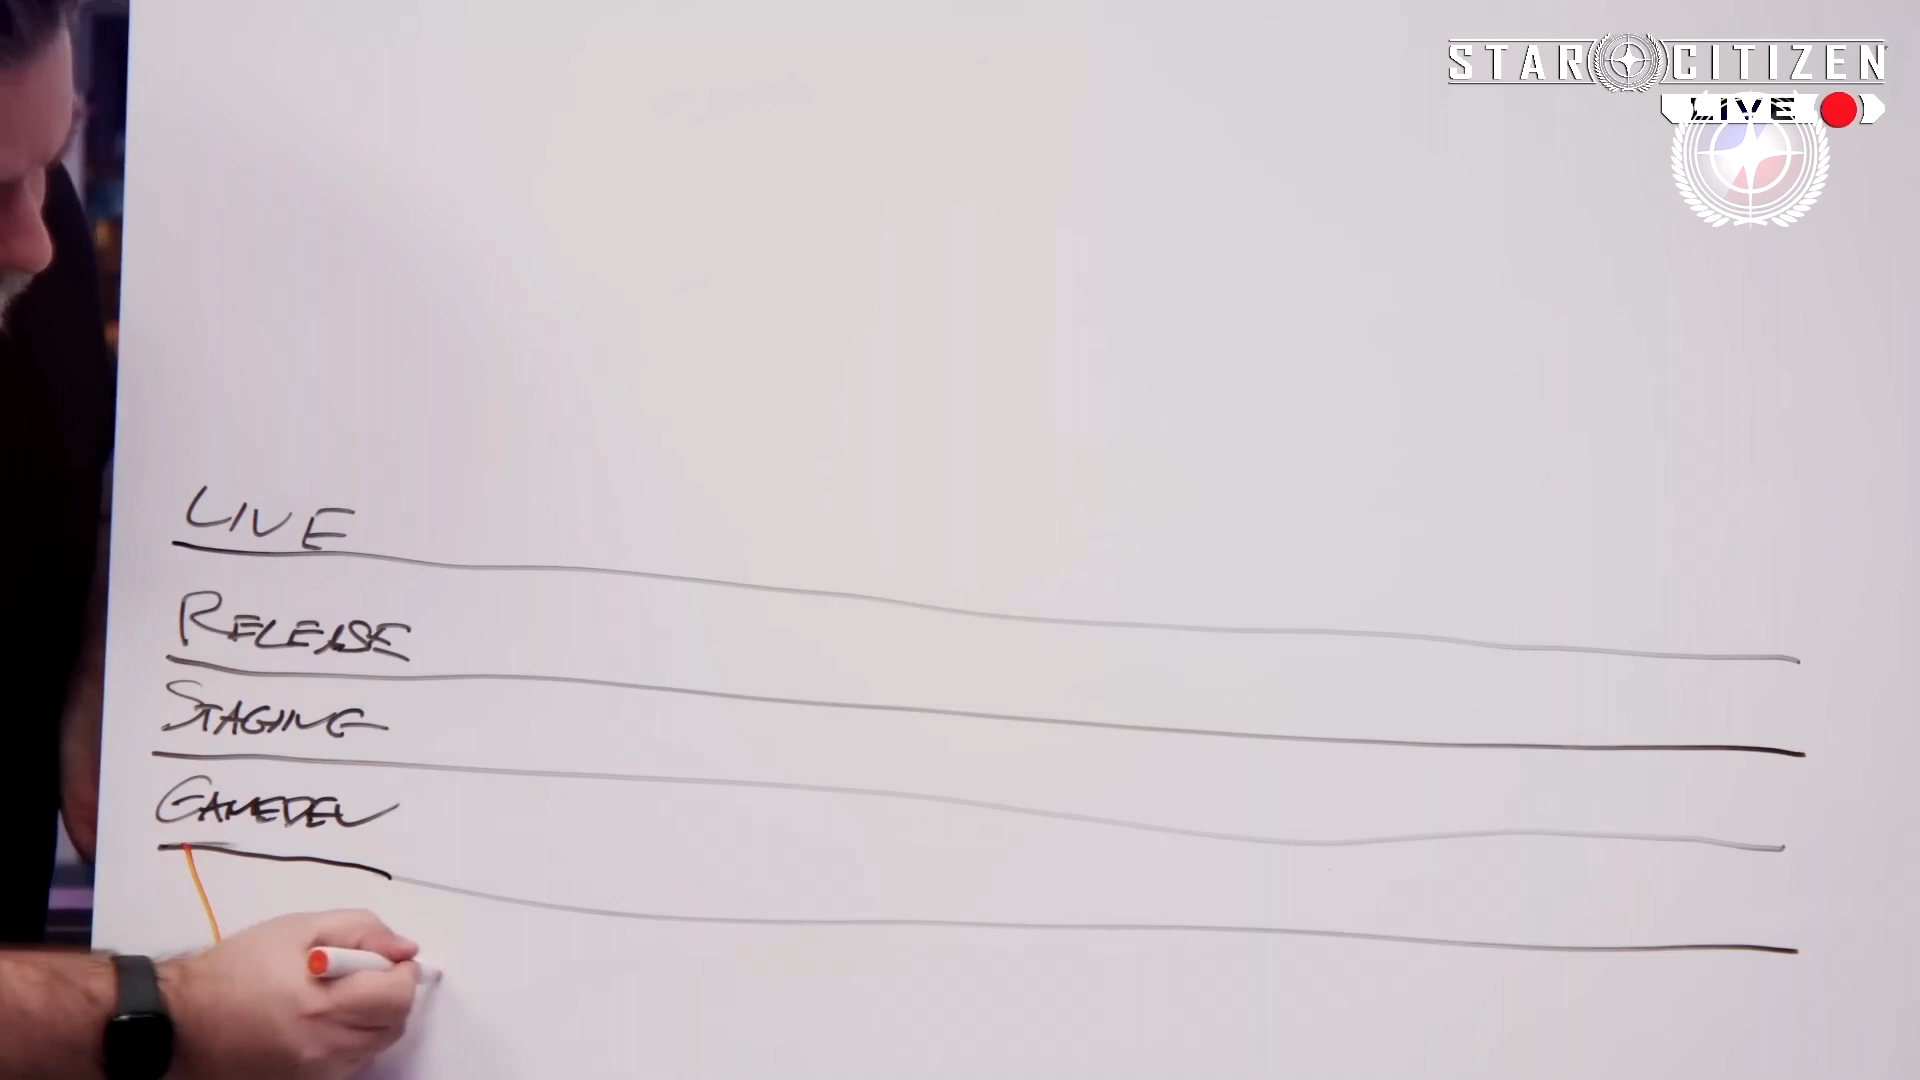 STAR CITIZEN
LIVE
LIVE
RELEASE
STAGING
GAMEDEV